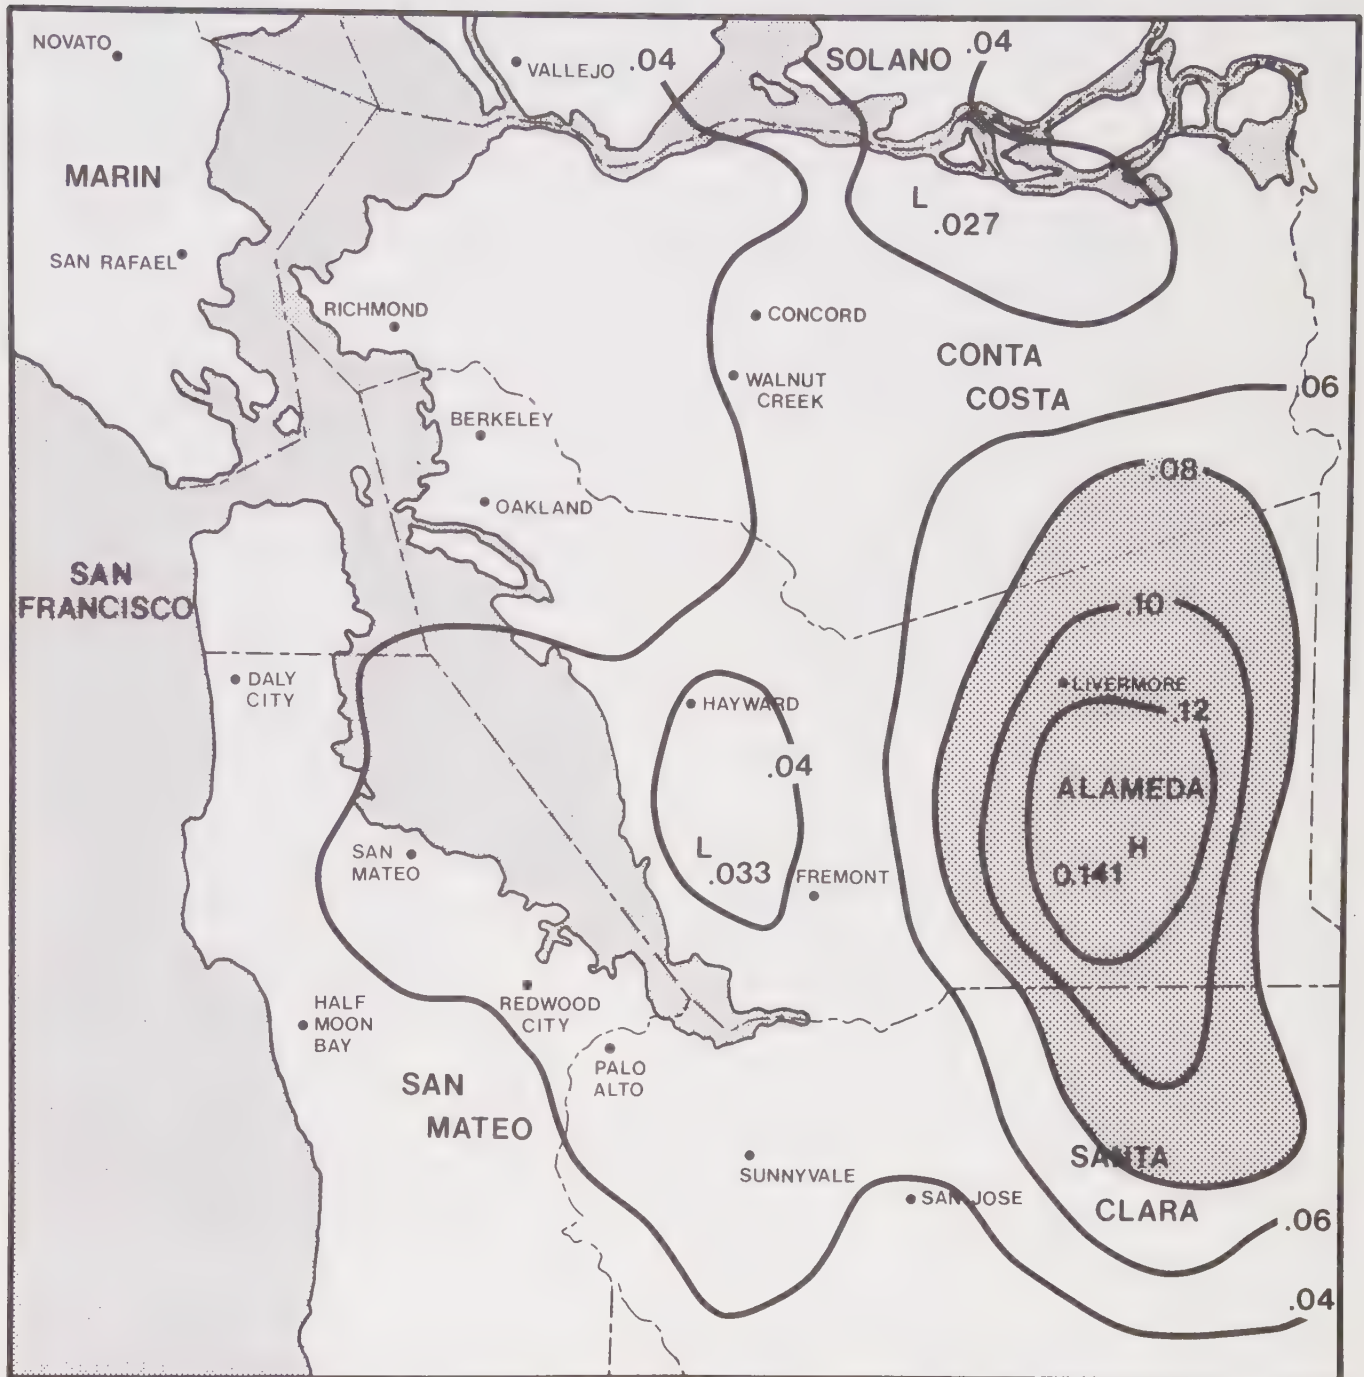 NOVATO
VALLEJO
.04
SOLANO
.04
MARIN
L
.027
SAN RAFAEL
RICHMOND
CONCORD
CONTA
COSTA
WALNUT
CREEK
.06
BERKELEY
.08
OAKLAND
SAN
FRANCISCO
.10
DALY
CITY
HAYWARD
LIVERMORE
.12
.04
ALAMEDA
SAN
MATEO
L
.033
FREMONT
H
0.141
HALF
MOON
BAY
REDWOOD
CITY
PALO
ALTO
SAN
MATEO
SUNNYVALE
SANTA
CLARA
SAN JOSE
.06
.04